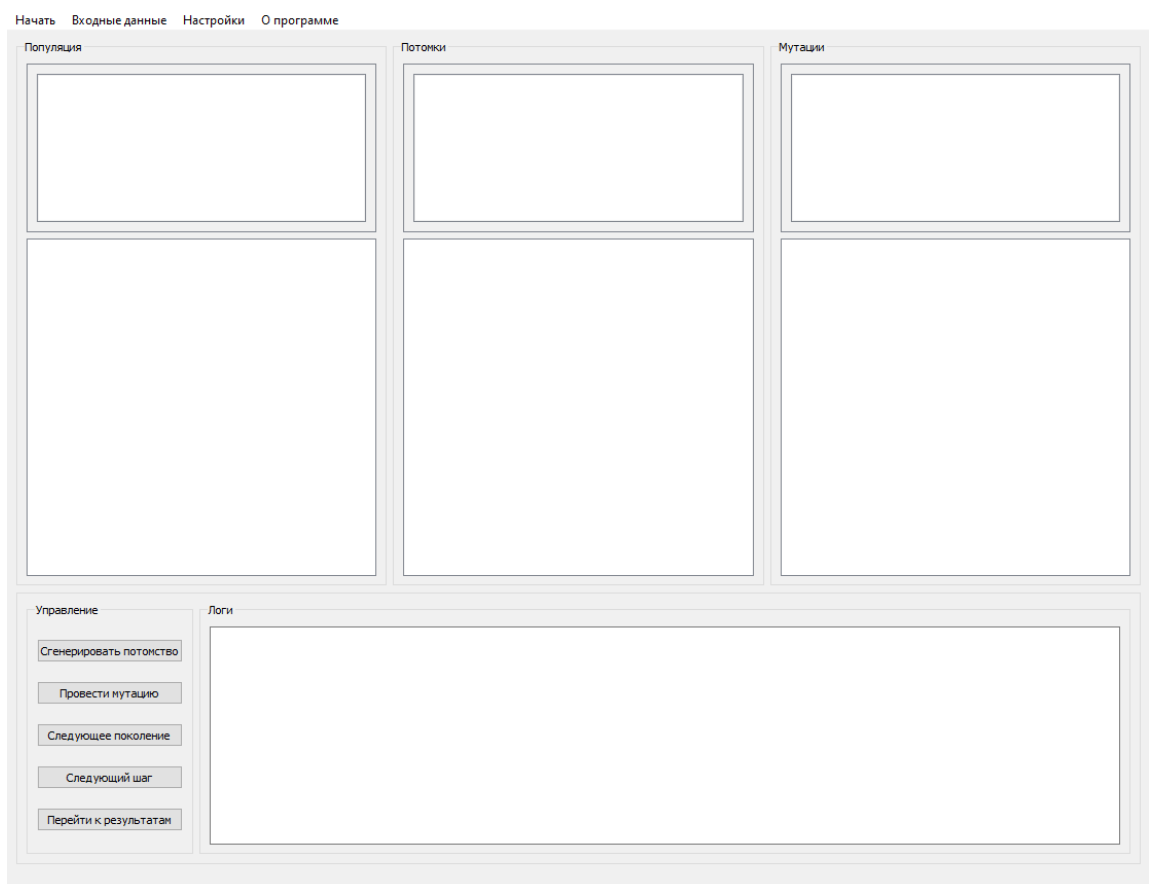 Начать Входные данные Настройки О программе
Популяция Потомки Мутации
Управление Логи
Сгенерировать потомство
Провести мутацию
Следующее поколение
Следующий шаг
Перейти к результатам